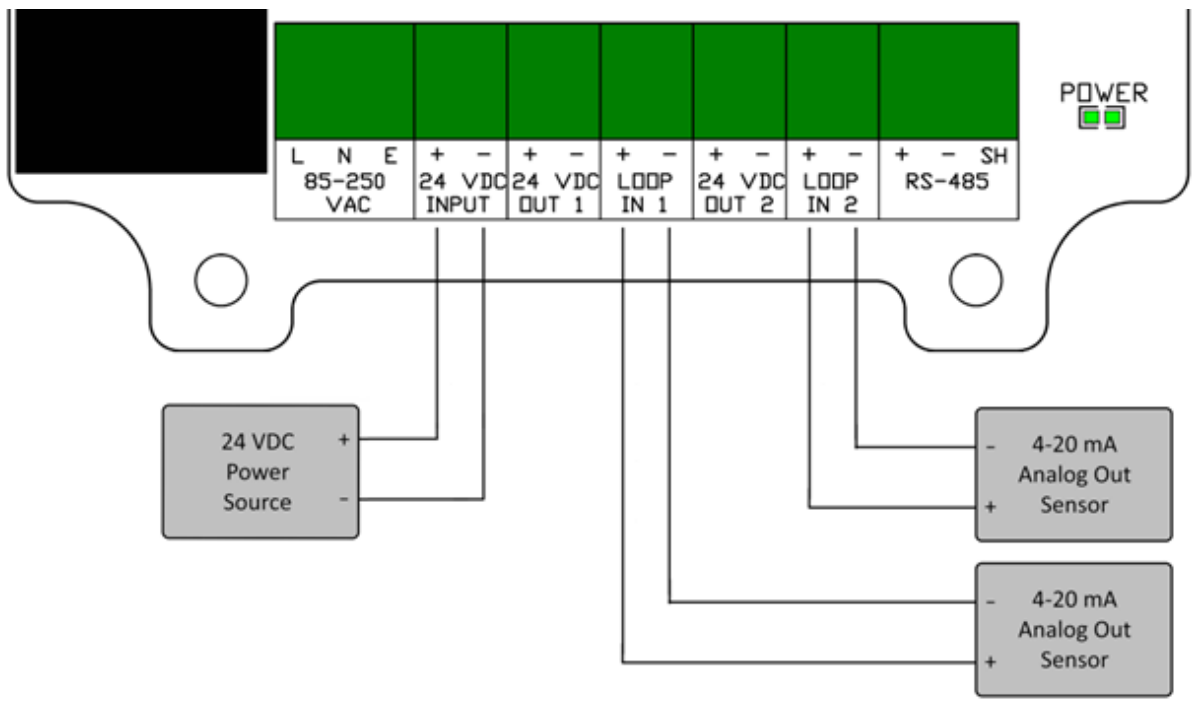 POWER
L N E + - + - + - + - + - + - SH
85-250 24 VDC 24 VDC LOOP 24 VDC LOOP RS-485
VAC INPUT OUT 1 IN 1 OUT 2 IN 2
24 VDC +
Power
Source -
- 4-20 mA
Analog Out
+ Sensor
- 4-20 mA
Analog Out
+ Sensor